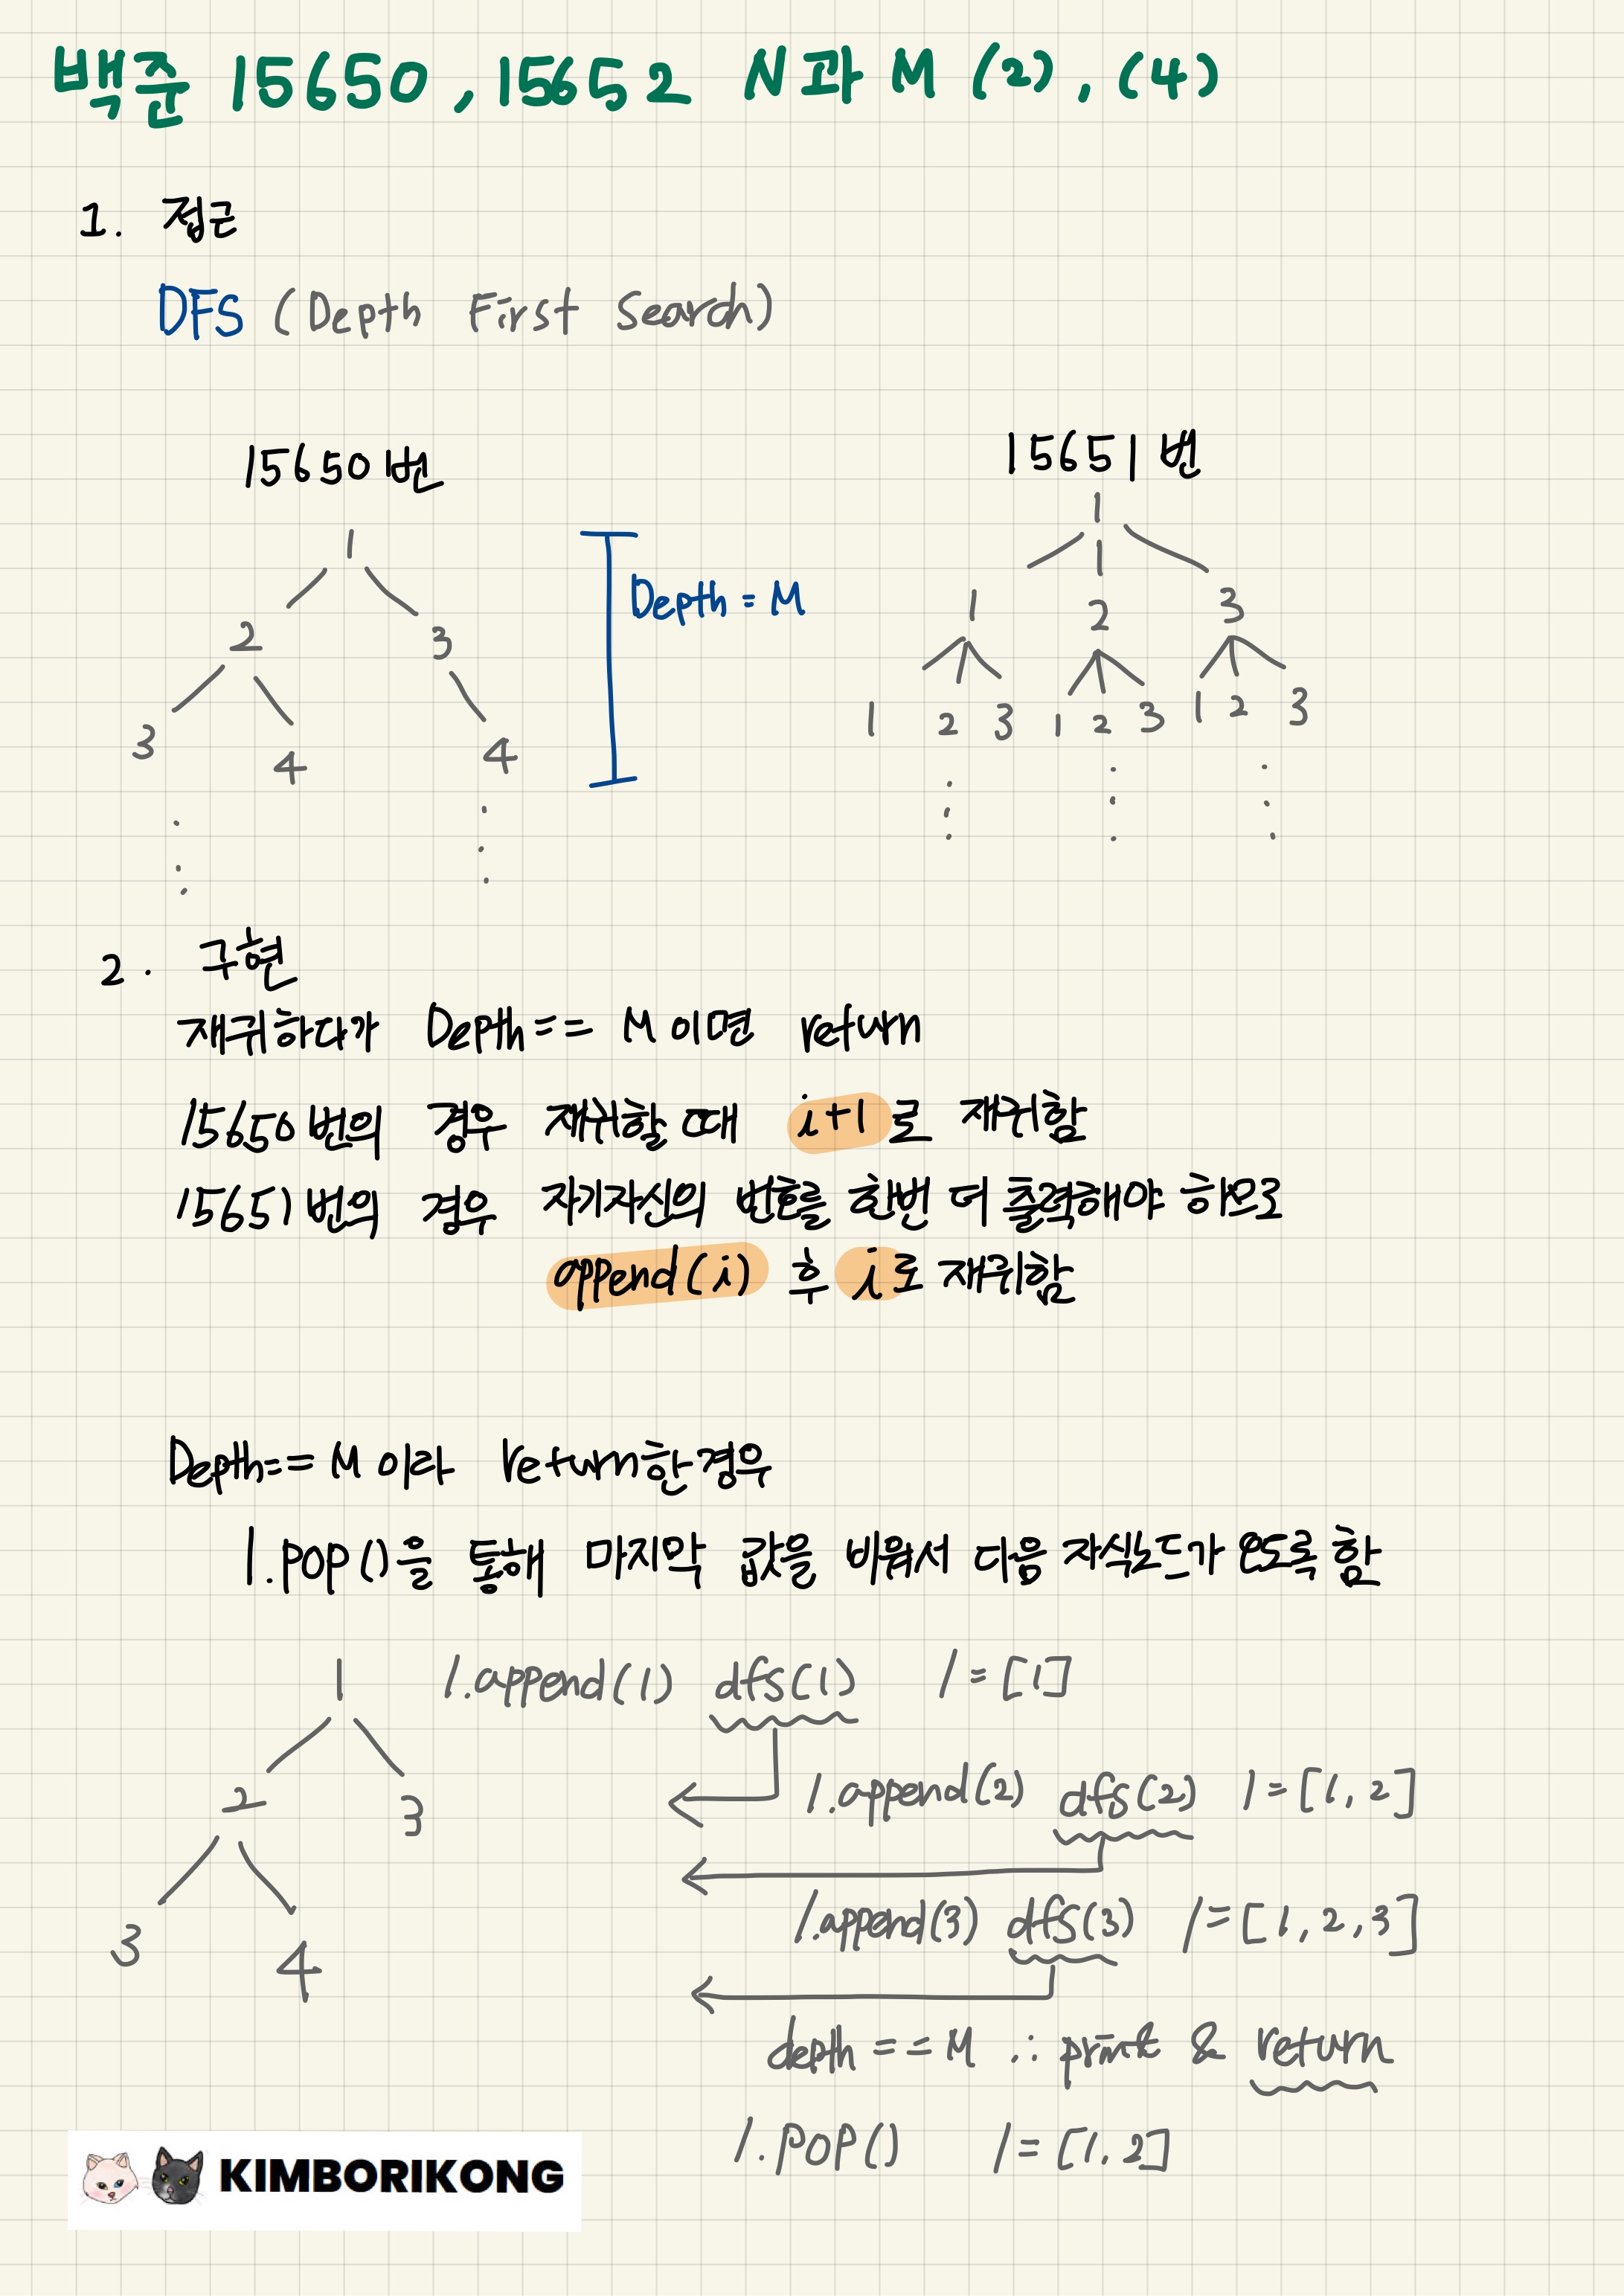 백준 15650, 15652 N과 M (2), (4)
1. 접근
DFS (Depth First Search)
15650번
15651번
1
2 3
3 4 4
Depth = M
1
1 2 3
1 2 3 1 2 3 1 2 3
2. 구현
재귀하다가 Depth == M 이면 return
15650번의 경우 재귀할 때 i+1로 재귀함
15651번의 경우 자기자신의 번호를 한번 더 출력해야 하므로
append(i) 후 i로 재귀함
Depth == M 이라 return한 경우
l.pop()을 통해 마지막 값을 비워서 다음 자식노드가 오도록 함
1
2 3
3 4
l.append(1) dfs(1) l = [1]
l.append(2) dfs(2) l = [1, 2]
l.append(3) dfs(3) l = [1, 2, 3]
depth == M ∴ print & return
l.pop() l = [1, 2]
KIMBORIKONG